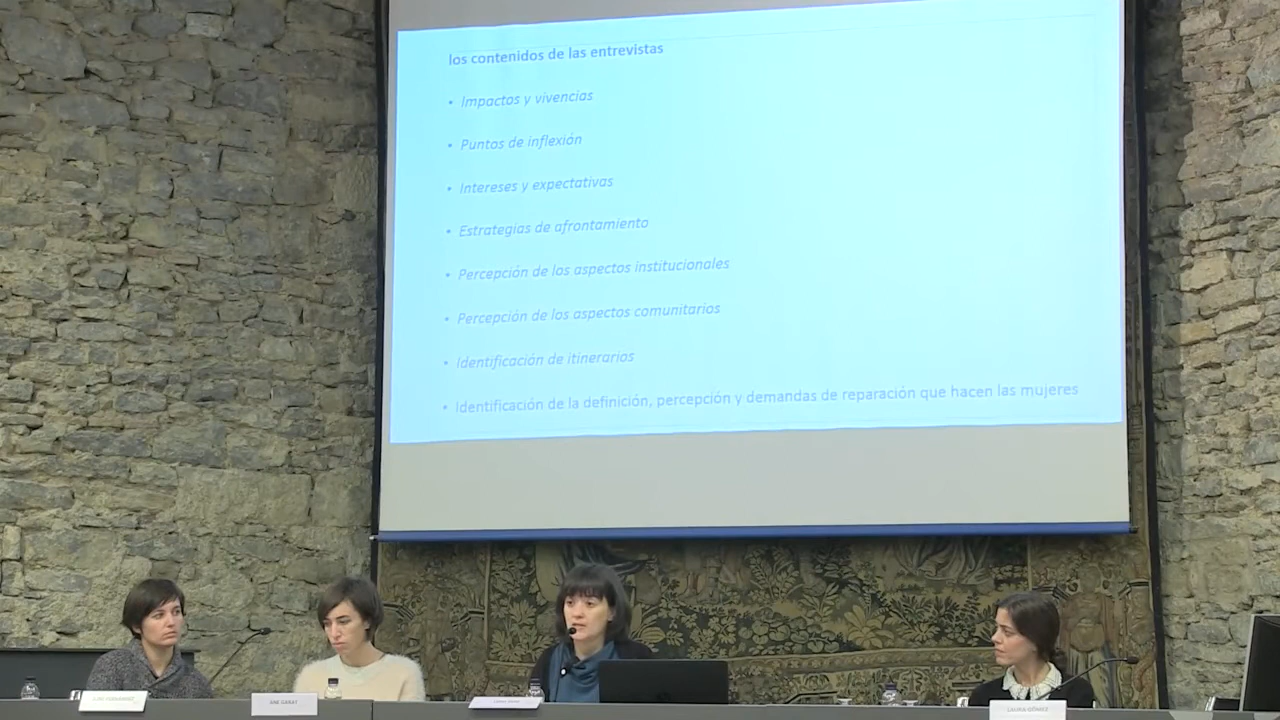 los contenidos de las entrevistas
• Impactos y vivencias
• Puntos de inflexión
• Intereses y expectativas
• Estrategias de afrontamiento
• Percepción de los aspectos institucionales
• Percepción de los aspectos comunitarios
• Identificación de itinerarios
• Identificación de la definición, percepción y demandas de reparación que hacen las mujeres
ANE GARAY
LAURA GÓMEZ